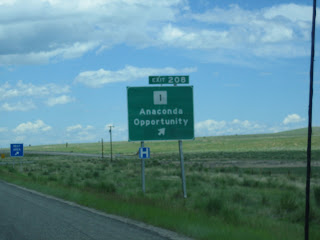 EXIT 208
1
Anaconda
Opportunity
H